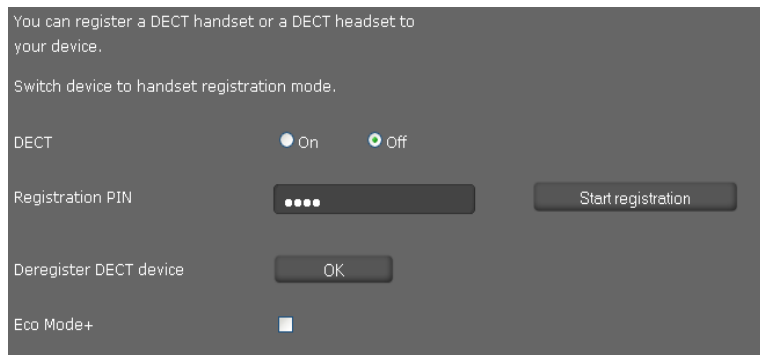 You can register a DECT handset or a DECT headset to
your device.
Switch device to handset registration mode.
DECT On Off
Registration PIN •••• Start registration
Deregister DECT device OK
Eco Mode+